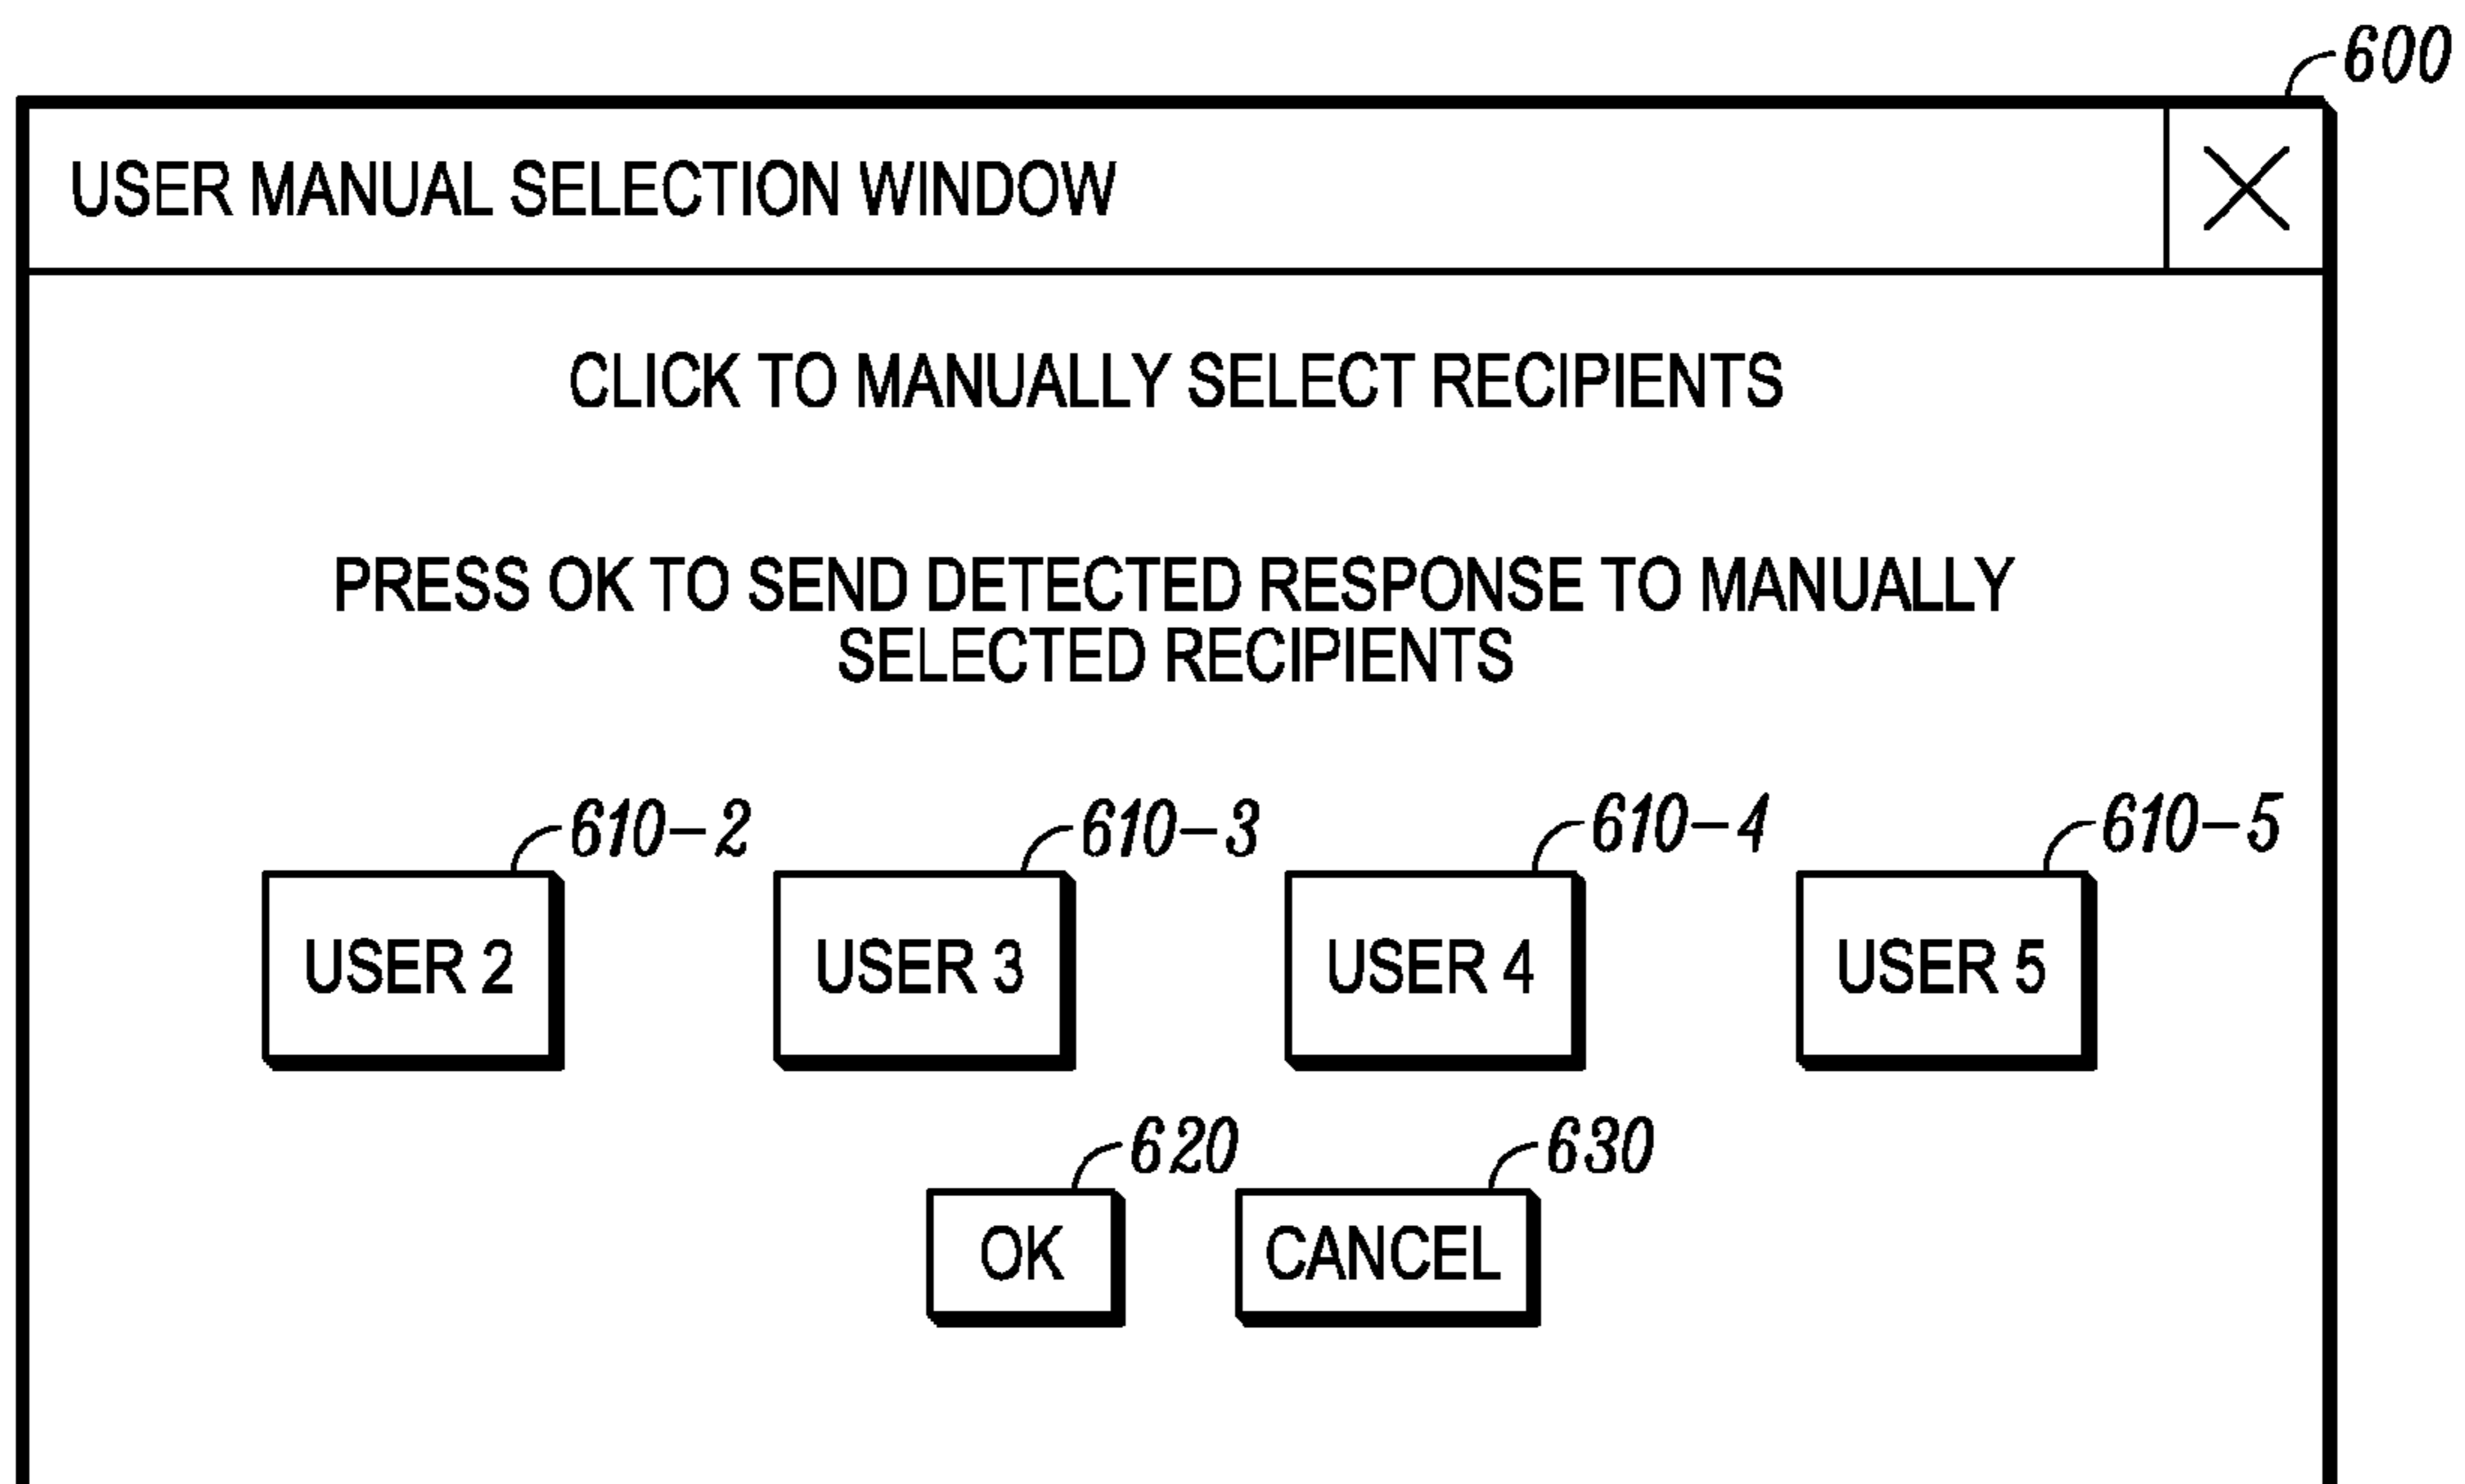 600
USER MANUAL SELECTION WINDOW
CLICK TO MANUALLY SELECT RECIPIENTS
PRESS OK TO SEND DETECTED RESPONSE TO MANUALLY
SELECTED RECIPIENTS
610-2 610-3 610-4 610-5
USER 2 USER 3 USER 4 USER 5
620 630
OK CANCEL